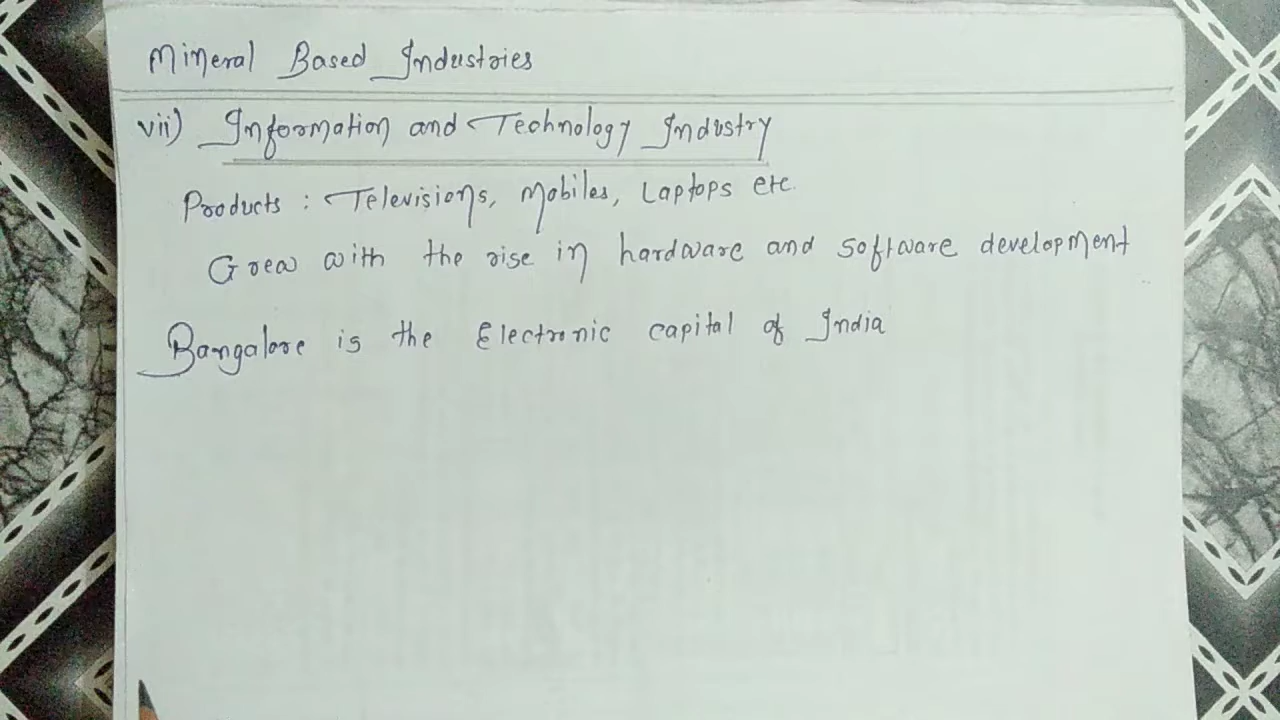 Mineral Based Industries
vii) Information and Technology Industry
Products : Televisions, Mobiles, Laptops etc.
Grew with the rise in hardware and software development
Bangalore is the Electronic capital of India